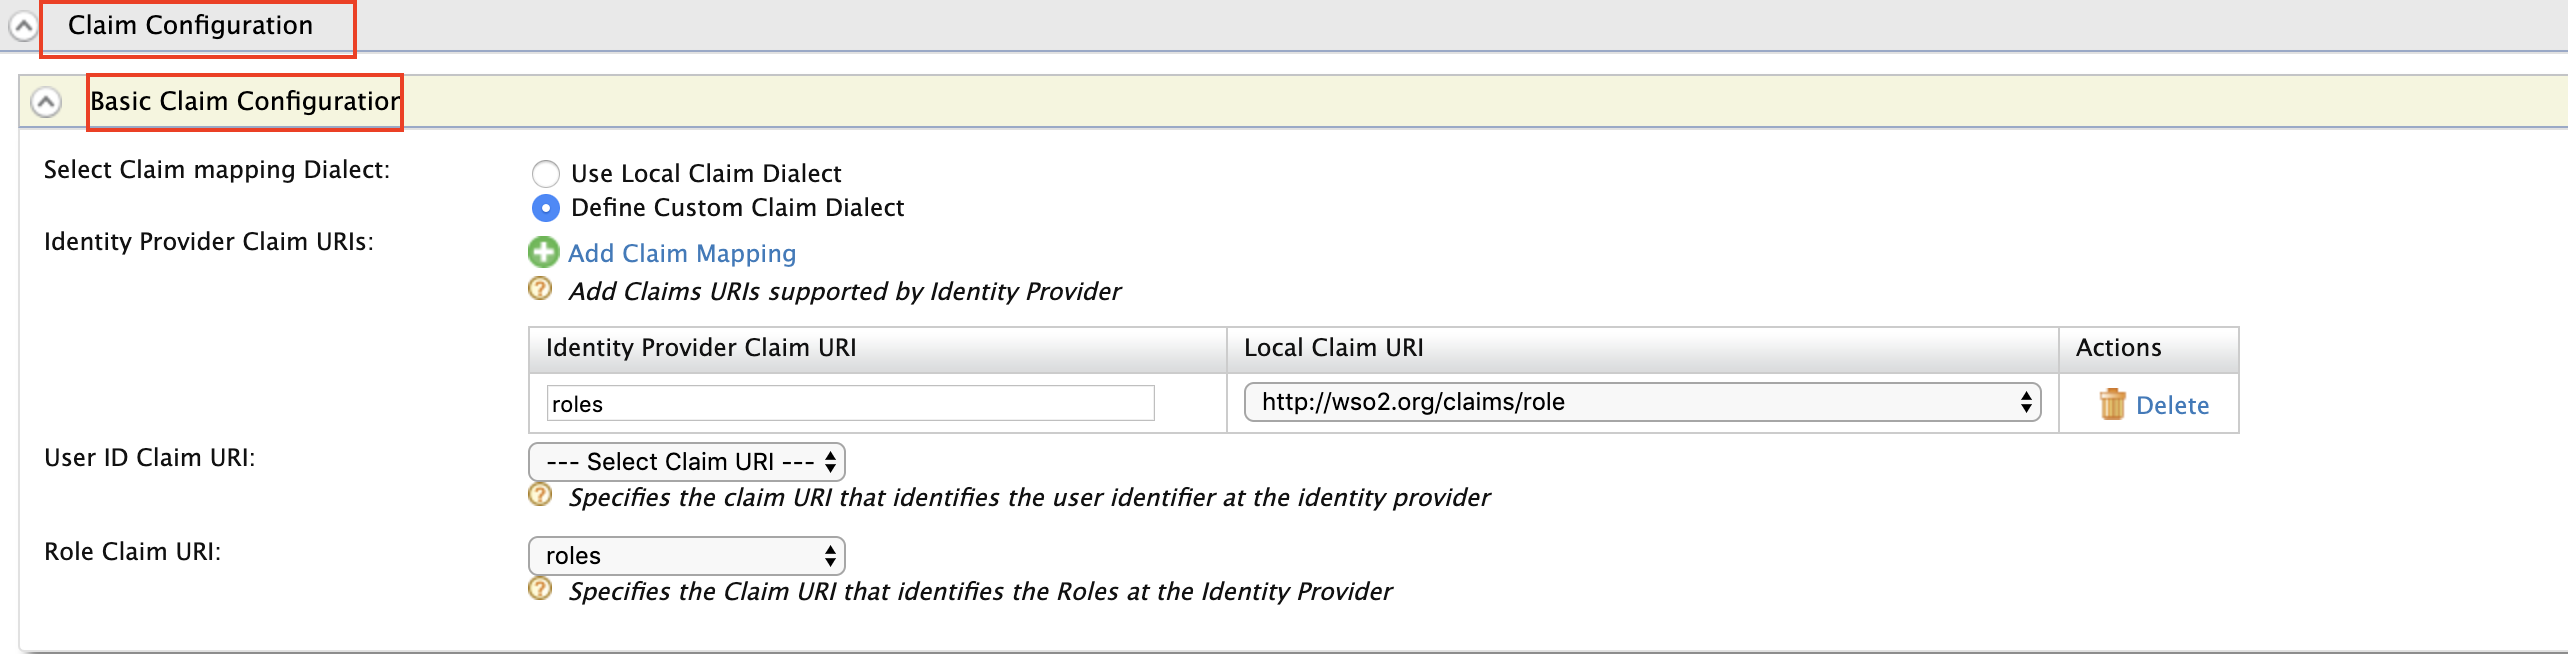 Claim Configuration
Basic Claim Configuration
Select Claim mapping Dialect:
Use Local Claim Dialect
Define Custom Claim Dialect
Identity Provider Claim URIs:
Add Claim Mapping
Add Claims URIs supported by Identity Provider
Identity Provider Claim URI Local Claim URI Actions
roles http://wso2.org/claims/role Delete
User ID Claim URI: --- Select Claim URI ---
Specifies the claim URI that identifies the user identifier at the identity provider
Role Claim URI: roles
Specifies the Claim URI that identifies the Roles at the Identity Provider